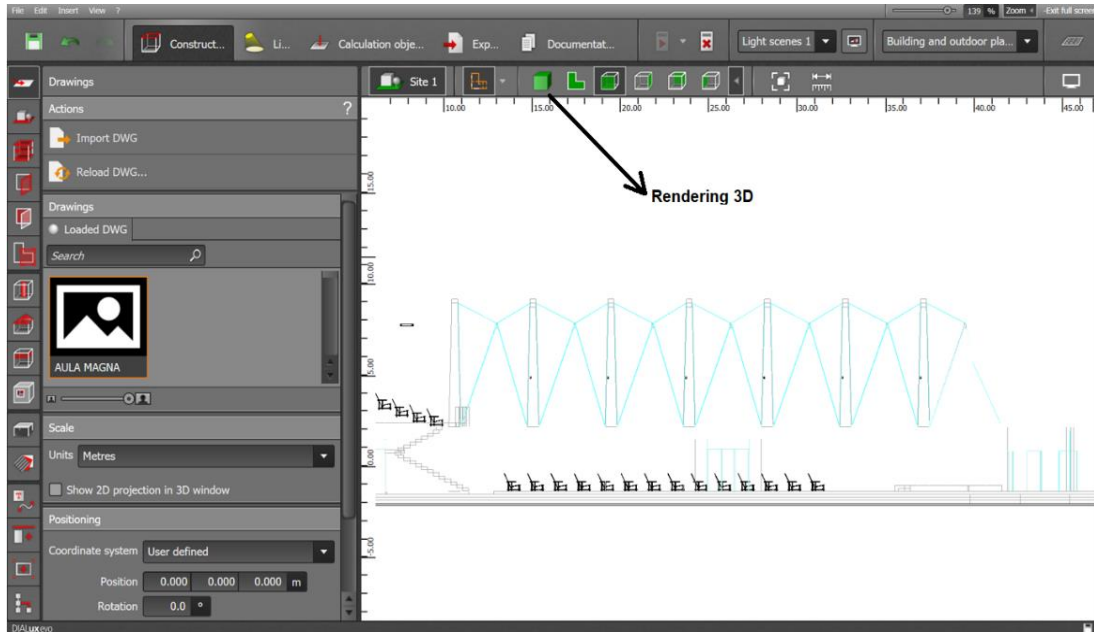 File Edit Insert View ?
139 % Zoom -Exit full screen
Construct... Li... Calculation obje... Exp... Documentat... Light scenes 1 Building and outdoor pla...
Drawings
Site 1
Actions ?
10.00 15.00 20.00 25.00 30.00 35.00 40.00 45.00
Import DWG
Reload DWG...
15.00
Rendering 3D
Drawings
Loaded DWG
Search
10.00
AULA MAGNA
5.00
Scale
Units Metres
0.00
Show 2D projection in 3D window
Positioning
Coordinate system User defined
-5.00
Position 0.000 0.000 0.000 m
Rotation 0.0 °
DIALux evo